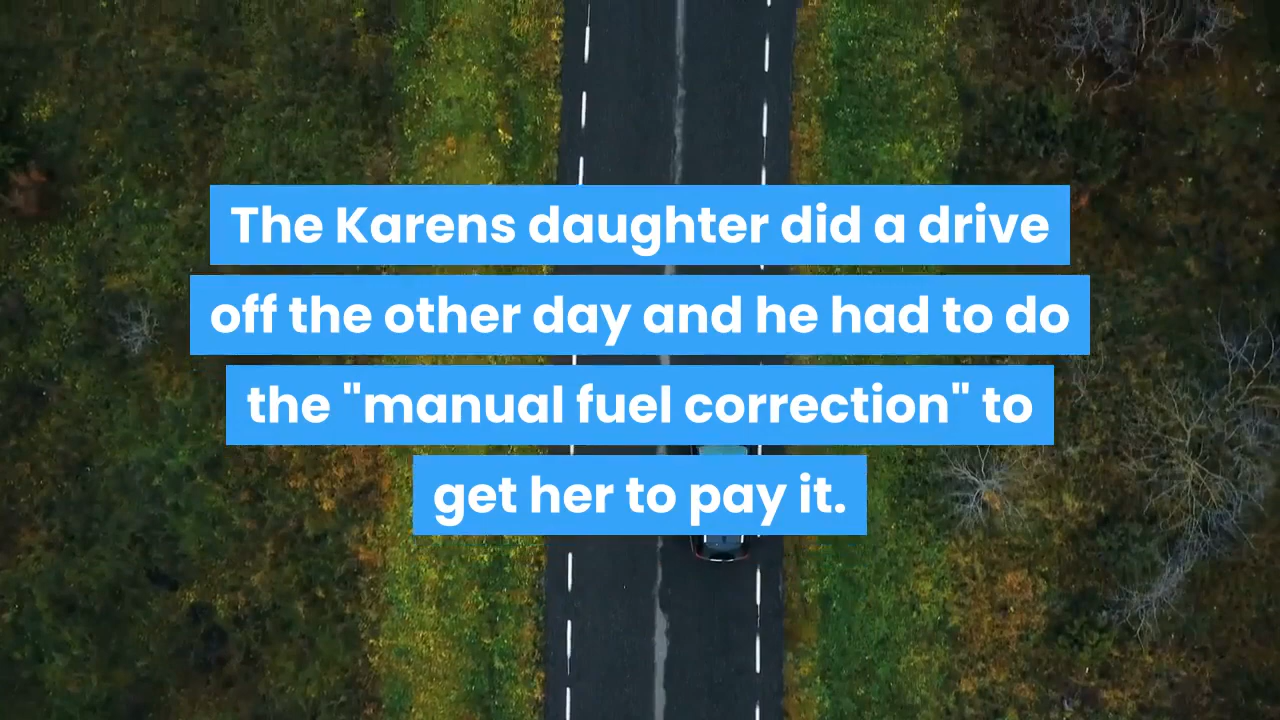 The Karens daughter did a drive
off the other day and he had to do
the "manual fuel correction" to
get her to pay it.